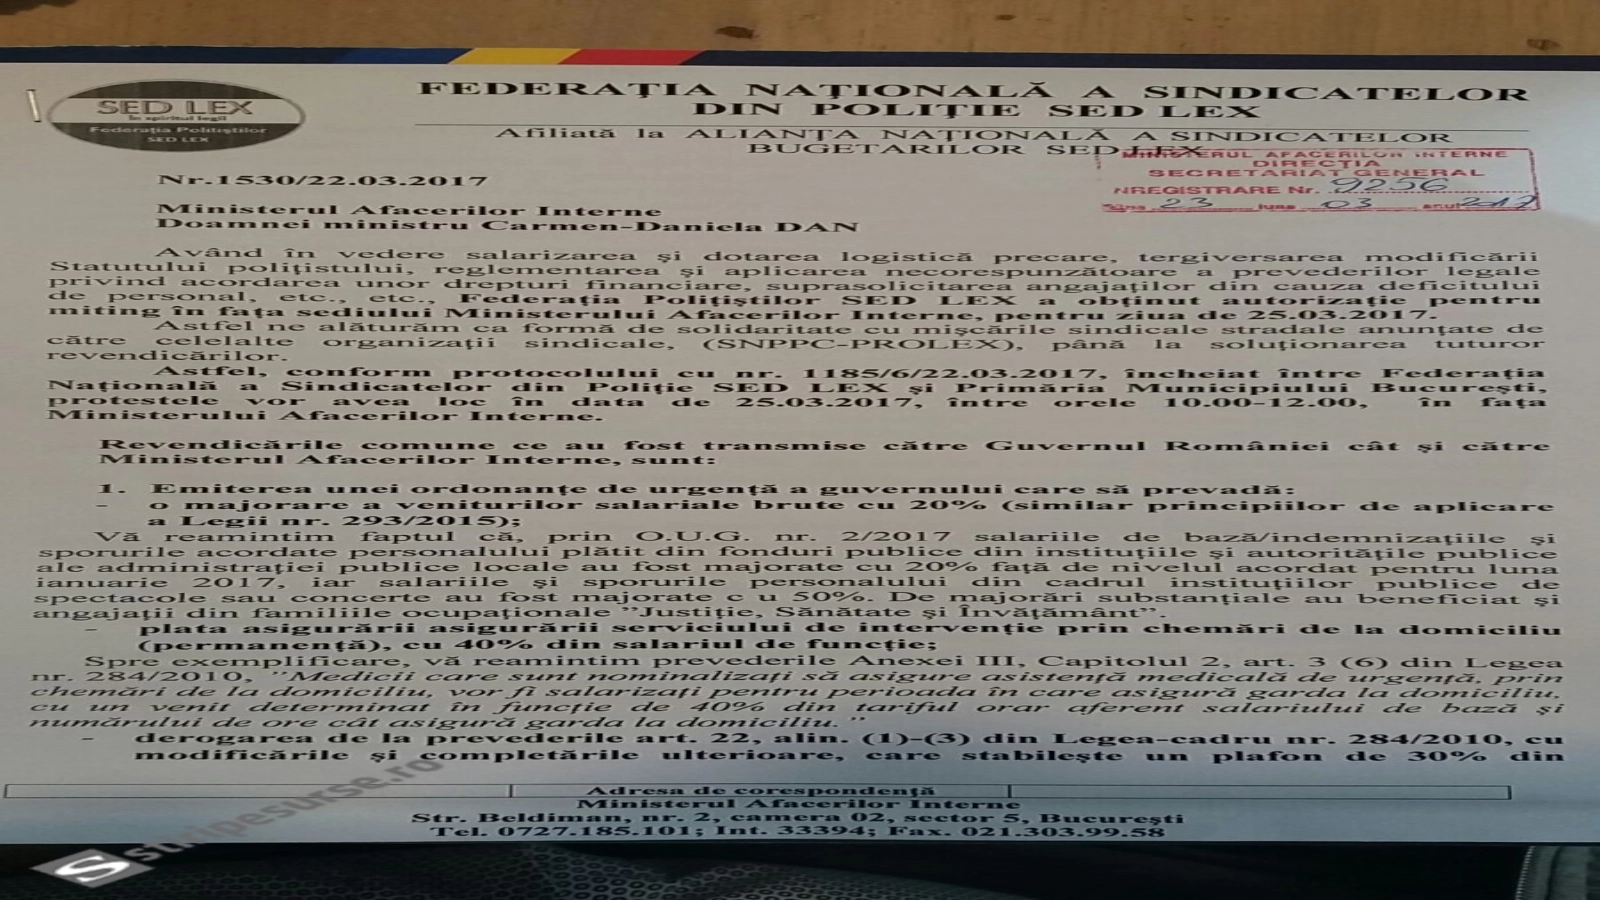 SED LEX
În spiritul legii
Federația Polițiștilor
SED LEX
FEDERAȚIA NAȚIONALĂ A SINDICATELOR
DIN POLIȚIE SED LEX
Afiliată la ALIANȚA NAȚIONALĂ A SINDICATELOR
BUGETARILOR SED LEX
MINISTERUL AFACERILOR INTERNE
DIRECȚIA
SECRETARIAT GENERAL
NREGISTRARE Nr. 9256
23 luna 03 anul 2017
Nr.1530/22.03.2017
Ministerul Afacerilor Interne
Doamnei ministru Carmen-Daniela DAN
Având în vedere salarizarea și dotarea logistică precare, tergiversarea modificării
Statutului polițistului, reglementarea și aplicarea necorespunzătoare a prevederilor legale
privind acordarea unor drepturi financiare, suprasolicitarea angajaților din cauza deficitului
de personal, etc., etc., Federația Polițiștilor SED LEX a obținut autorizație pentru
miting în fața sediului Ministerului Afacerilor Interne, pentru ziua de 25.03.2017.
Astfel ne alăturăm ca formă de solidaritate cu mișcările sindicale stradale anunțate de
către celelalte organizații sindicale, (SNPPC-PROLEX), până la soluționarea tuturor
revendicărilor.
Astfel, conform protocolului cu nr. 1185/6/22.03.2017, încheiat între Federația
Națională a Sindicatelor din Poliție SED LEX și Primăria Municipiului București,
protestele vor avea loc în data de 25.03.2017, între orele 10.00-12.00, în fața
Ministerului Afacerilor Interne.
Revendicările comune ce au fost transmise către Guvernul României cât și către
Ministerul Afacerilor Interne, sunt:
1. Emiterea unei ordonanțe de urgență a guvernului care să prevadă:
- o majorare a veniturilor salariale brute cu 20% (similar principiilor de aplicare
a Legii nr. 293/2015);
Vă reamintim faptul că, prin O.U.G. nr. 2/2017 salariile de bază/indemnizațiile și
sporurile acordate personalului plătit din fonduri publice din instituțiile și autoritățile publice
ale administrației publice locale au fost majorate cu 20% față de nivelul acordat pentru luna
ianuarie 2017, iar salariile și sporurile personalului din cadrul instituțiilor publice de
spectacole sau concerte au fost majorate c u 50%. De majorări substanțiale au beneficiat și
angajații din familiile ocupaționale ”Justiție, Sănătate și Învățământ”.
- plata asigurării asigurării serviciului de intervenție prin chemări de la domiciliu
(permanență), cu 40% din salariul de funcție;
Spre exemplificare, vă reamintim prevederile Anexei III, Capitolul 2, art. 3 (6) din Legea
nr. 284/2010, ”Medicii care sunt nominalizați să asigure asistență medicală de urgență, prin
chemări de la domiciliu, vor fi salarizați pentru perioada în care asigură garda la domiciliu,
cu un venit determinat în funcție de 40% din tariful orar aferent salariului de bază și
numărului de ore cât asigură garda la domiciliu.”
- derogarea de la prevederile art. 22, alin. (1)-(3) din Legea-cadru nr. 284/2010, cu
modificările și completările ulterioare, care stabilește un plafon de 30% din
Adresa de corespondență
Ministerul Afacerilor Interne
Str. Beldiman, nr. 2, camera 02, sector 5, București
Tel. 0727.185.101; Int. 33394; Fax. 021.303.99.58
S stiripesurse.ro